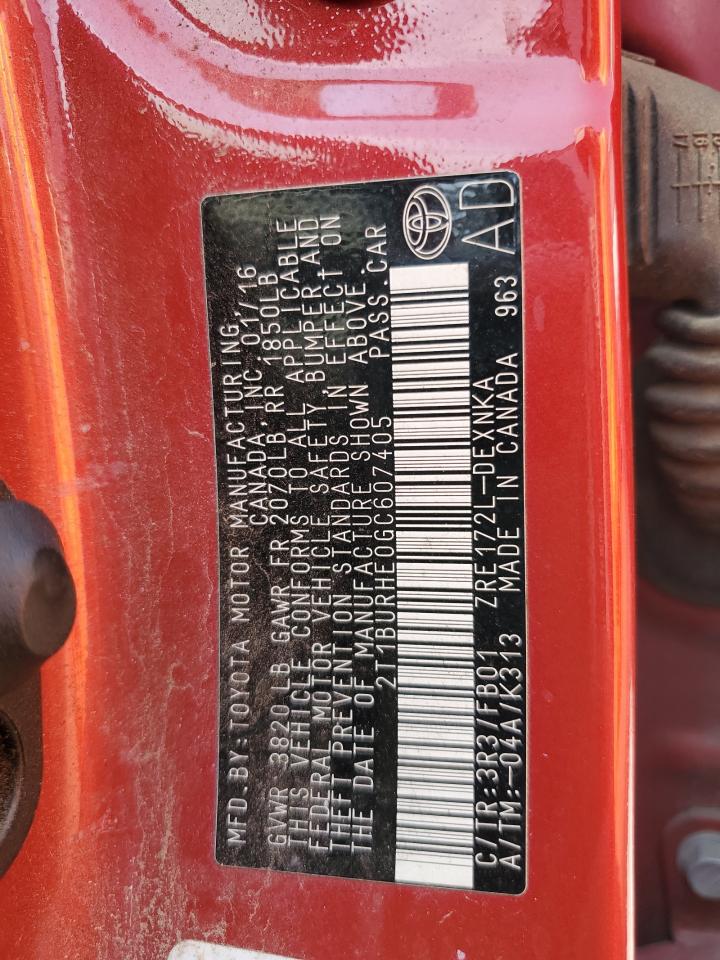 MFD.BY:TOYOTA MOTOR MANUFACTURING,
CANADA, INC.01/16
GVWR 3820 LB GAWR FR 2070LB RR 1850LB
THIS VEHICLE CONFORMS TO ALL APPLICABLE
FEDERAL MOTOR VEHICLE SAFETY BUMPER,AND
THEFT PREVENTION STANDARDS IN EFFECT ON
THE DATE OF MANUFACTURE SHOWN ABOVE.
2T1BURHE0GC607405 PASS.CAR
C/TR:3R3/FB01 ZRE172L-DEXNKA
A/TM:-04A/K313 MADE IN CANADA 963
AD